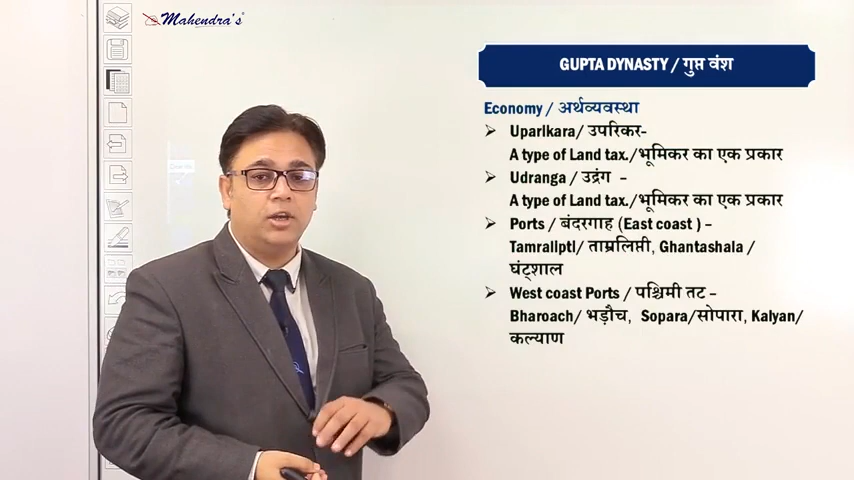 Mahendra's
GUPTA DYNASTY / गुप्त वंश
Economy / अर्थव्यवस्था
➢ Uparikara/ उपरिकर–
A type of Land tax./भूमिकर का एक प्रकार
➢ Udranga / उद्रंग –
A type of Land tax./भूमिकर का एक प्रकार
➢ Ports / बंदरगाह (East coast ) –
Tamralipti/ ताम्रलिप्ती, Ghantashala /
घंट्शाल
➢ West coast Ports / पश्चिमी तट –
Bharoach/ भड़ौच, Sopara/सोपारा, Kalyan/
कल्याण